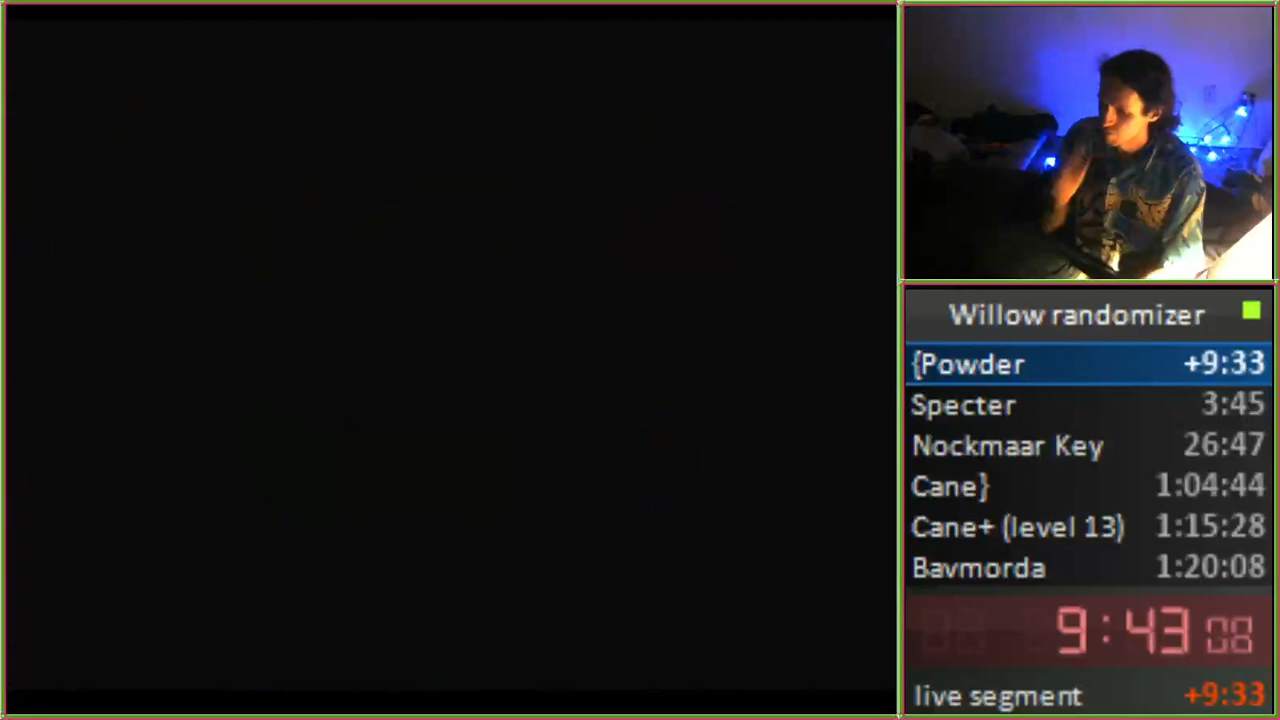 Willow randomizer
{Powder +9:33
Specter 3:45
Nockmaar Key 26:47
Cane} 1:04:44
Cane+ (level 13) 1:15:28
Bavmorda 1:20:08
9:43 08
live segment +9:33